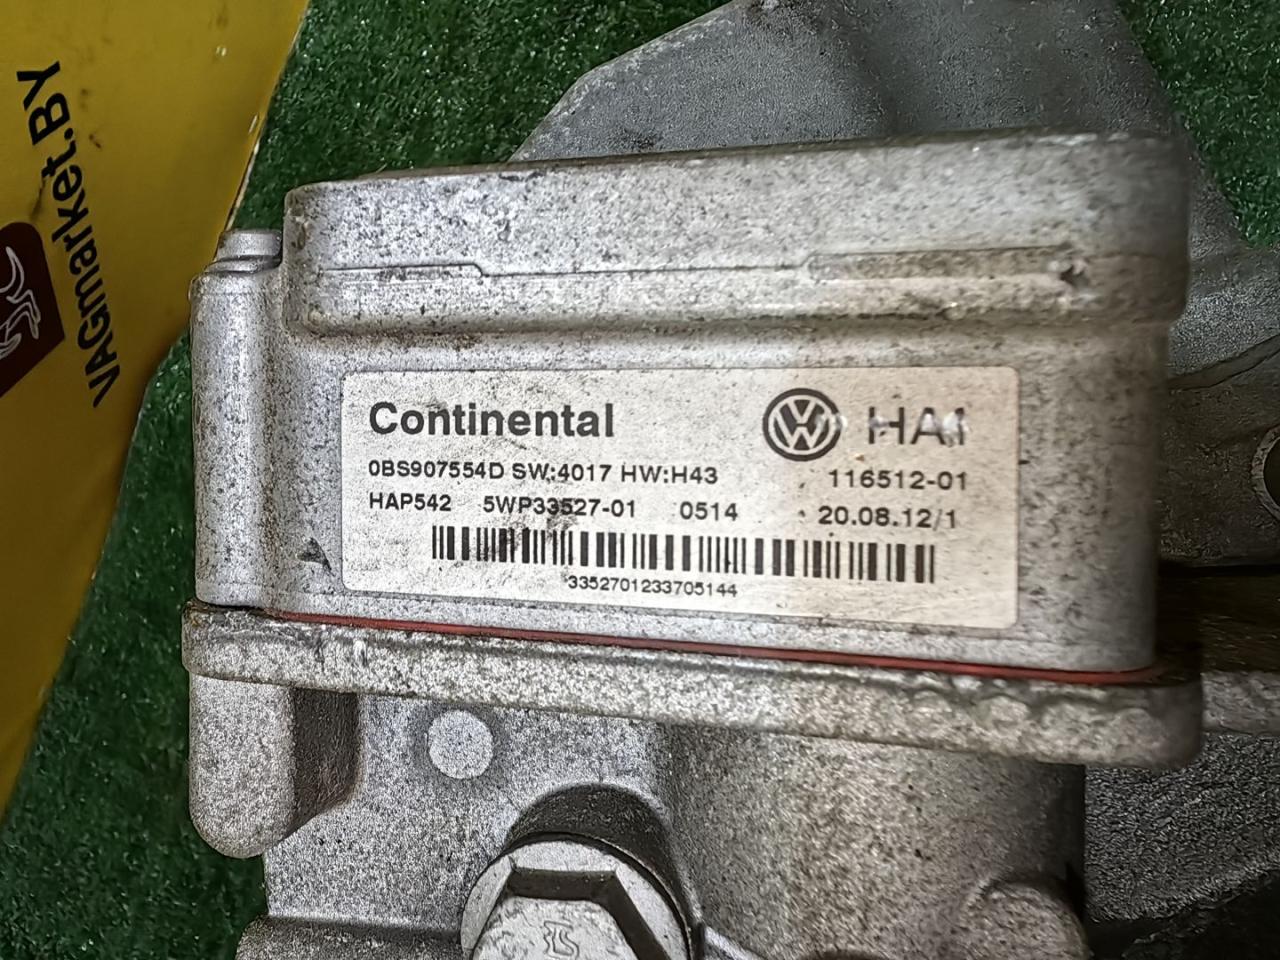 VAGmarket.By
Continental
HA1
0BS907554D SW:4017 HW:H43
116512-01
HAP542 5WP33527-01 0514
20.08.12/1
3352701233705144